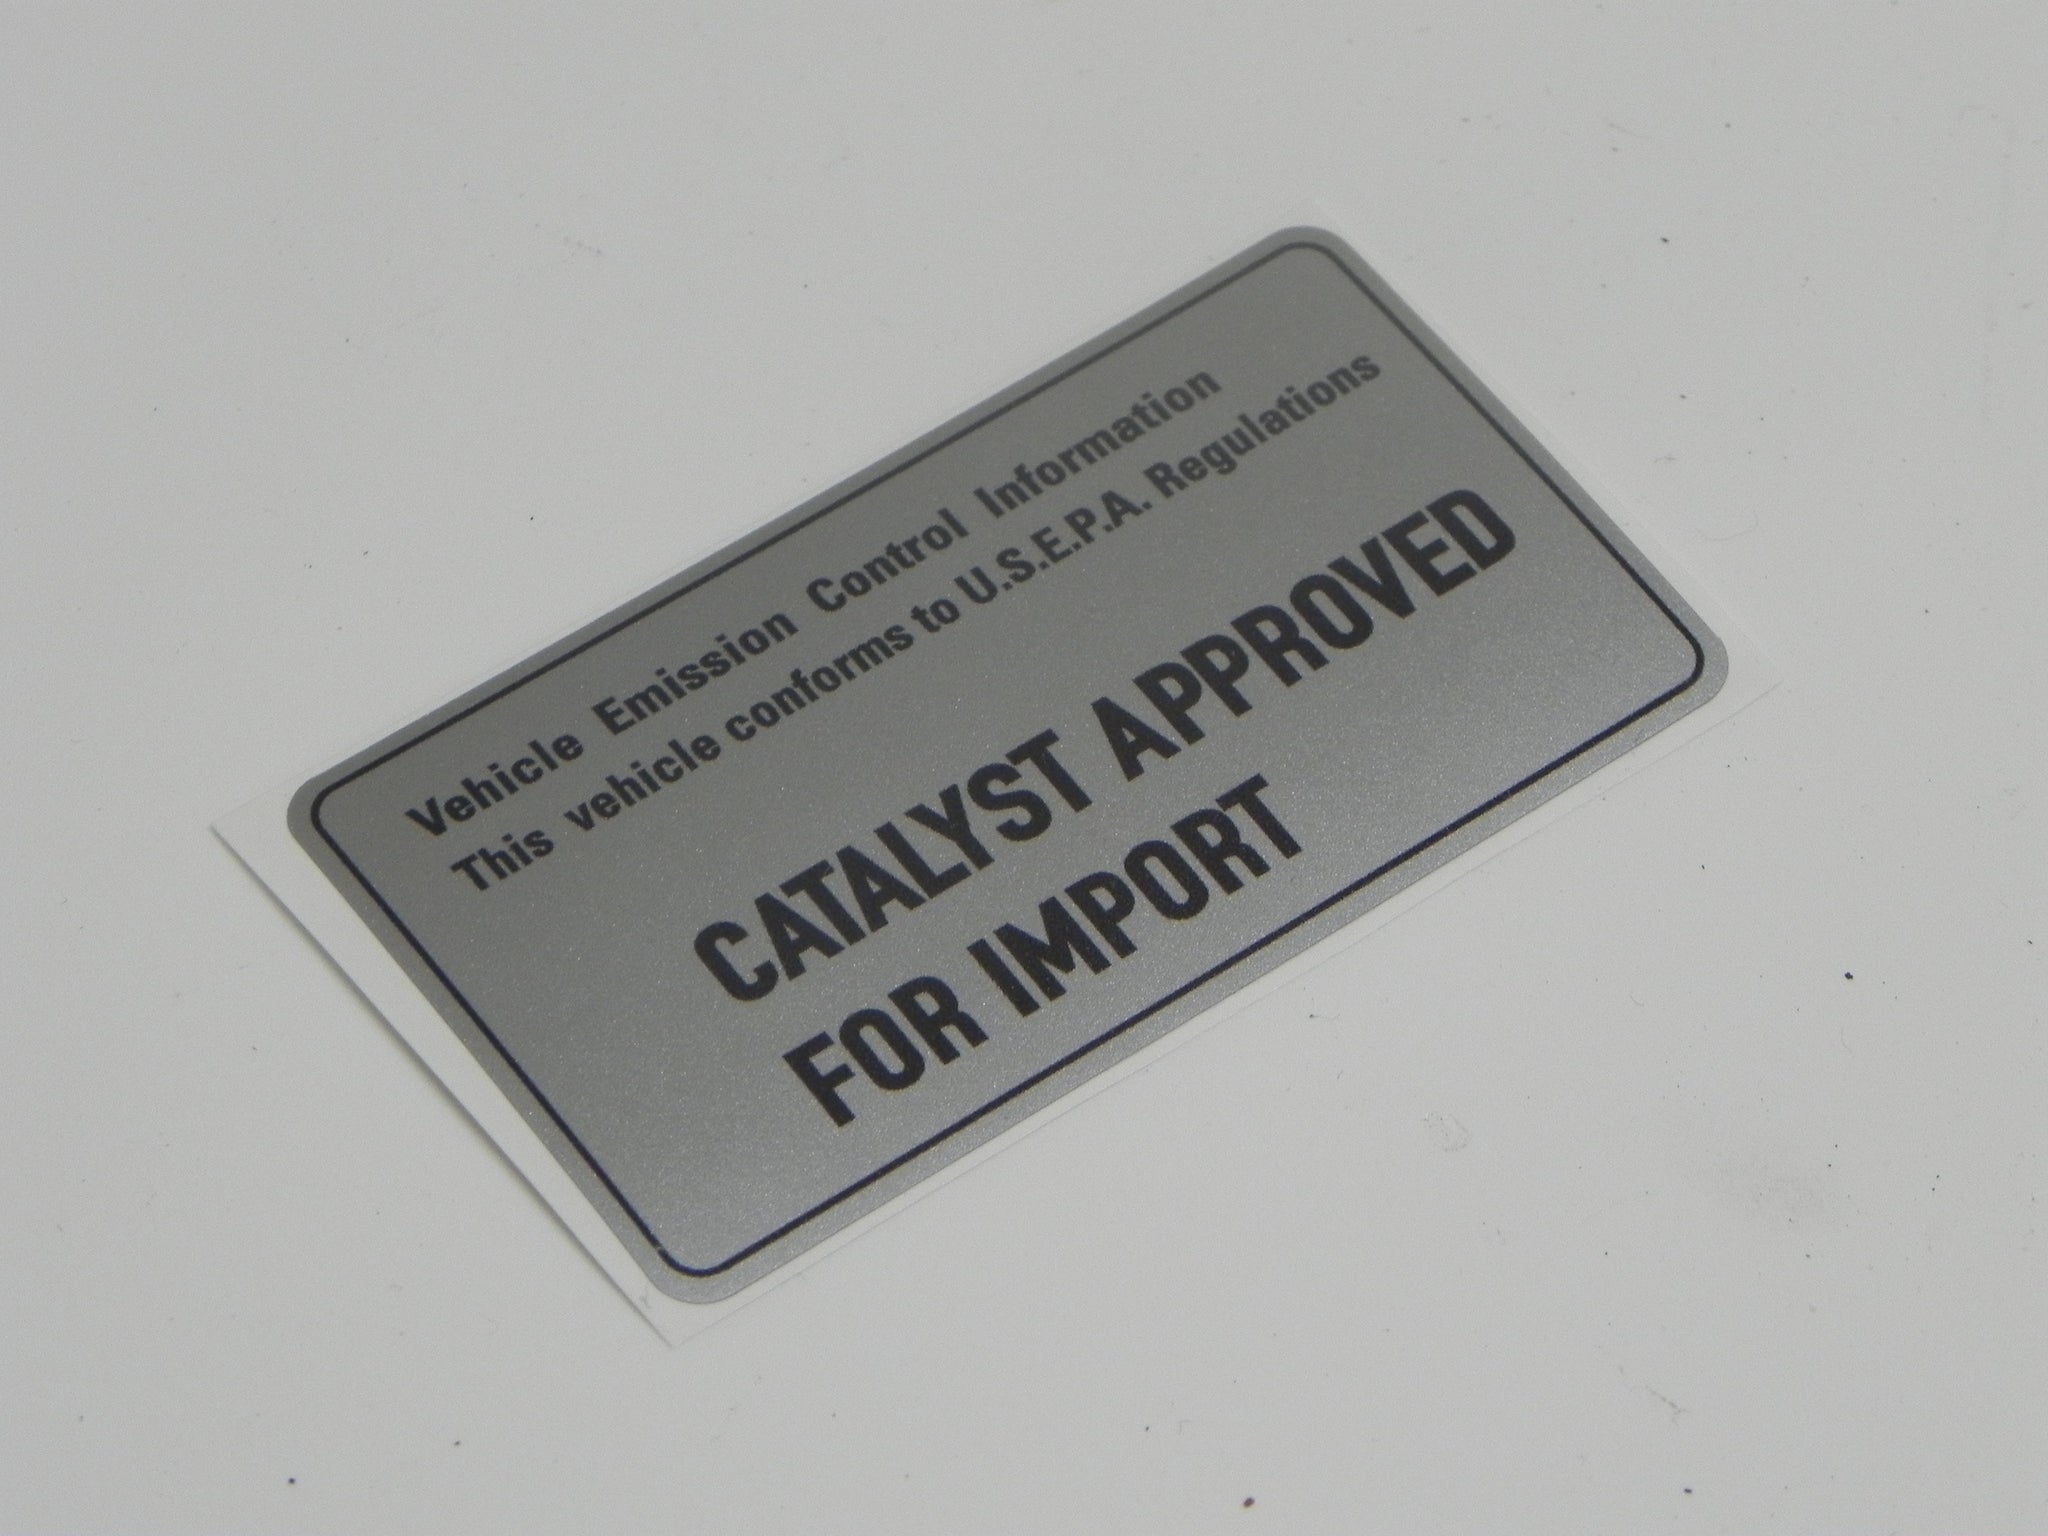 Vehicle Emission Control Information
This vehicle conforms to U.S.E.P.A. Regulations
CATALYST APPROVED
FOR IMPORT